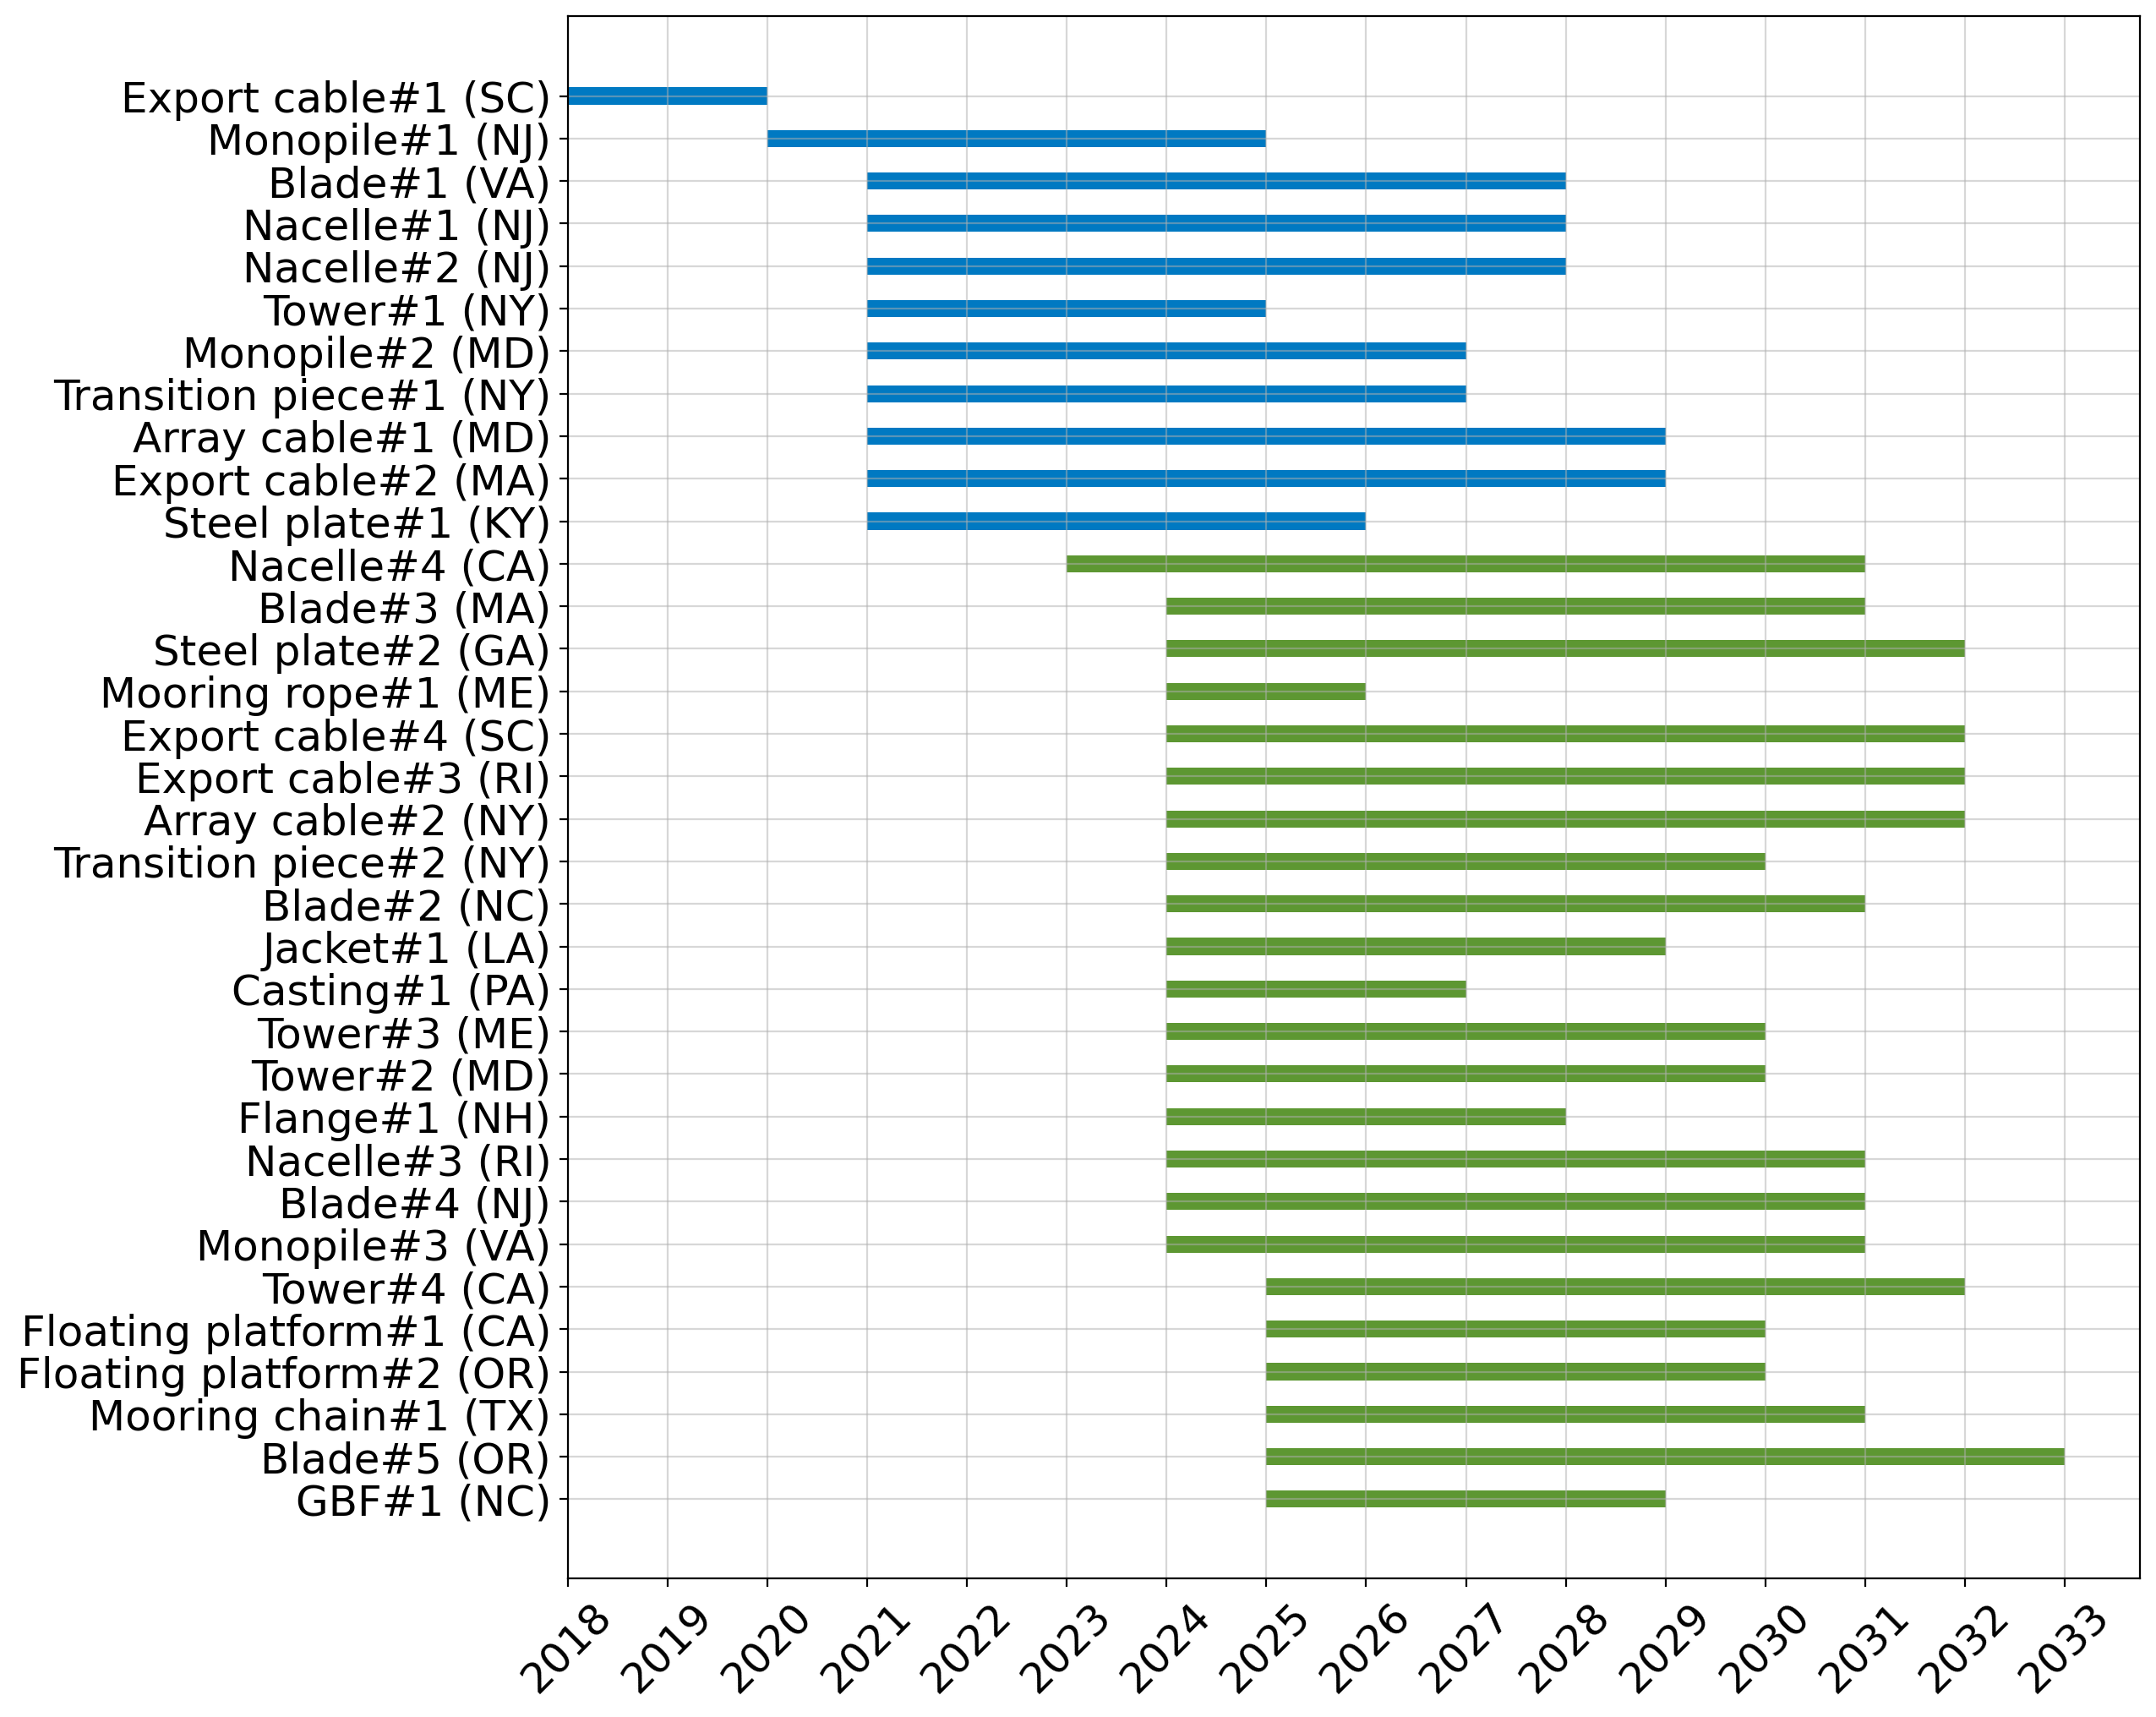 Export cable#1 (SC)
Monopile#1 (NJ)
Blade#1 (VA)
Nacelle#1 (NJ)
Nacelle#2 (NJ)
Tower#1 (NY)
Monopile#2 (MD)
Transition piece#1 (NY)
Array cable#1 (MD)
Export cable#2 (MA)
Steel plate#1 (KY)
Nacelle#4 (CA)
Blade#3 (MA)
Steel plate#2 (GA)
Mooring rope#1 (ME)
Export cable#4 (SC)
Export cable#3 (RI)
Array cable#2 (NY)
Transition piece#2 (NY)
Blade#2 (NC)
Jacket#1 (LA)
Casting#1 (PA)
Tower#3 (ME)
Tower#2 (MD)
Flange#1 (NH)
Nacelle#3 (RI)
Blade#4 (NJ)
Monopile#3 (VA)
Tower#4 (CA)
Floating platform#1 (CA)
Floating platform#2 (OR)
Mooring chain#1 (TX)
Blade#5 (OR)
GBF#1 (NC)
2018 2019 2020 2021 2022 2023 2024 2025 2026 2027 2028 2029 2030 2031 2032 2033